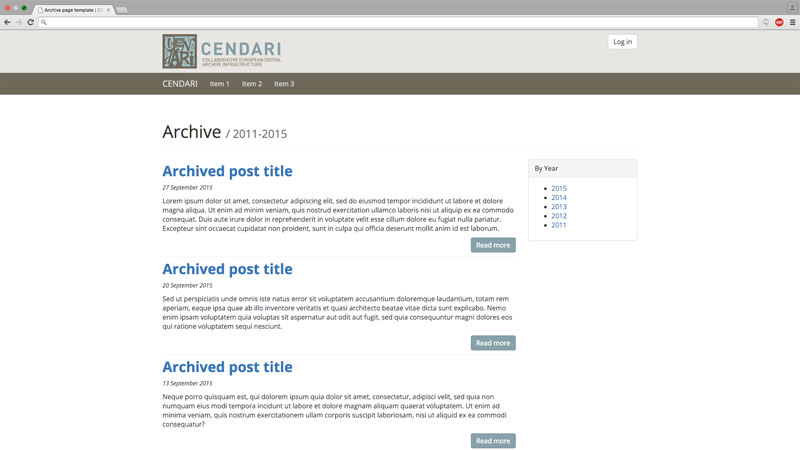 Archive page template | CE
Log in
CENDARI
CENDARI
COLLABORATIVE EUROPEAN DIGITAL
ARCHIVE INFRASTRUCTURE
CENDARI Item 1 Item 2 Item 3
Archive / 2011-2015
Archived post title
27 September 2015
Lorem ipsum dolor sit amet, consectetur adipiscing elit, sed do eiusmod tempor incididunt ut labore et dolore
magna aliqua. Ut enim ad minim veniam, quis nostrud exercitation ullamco laboris nisi ut aliquip ex ea commodo
consequat. Duis aute irure dolor in reprehenderit in voluptate velit esse cillum dolore eu fugiat nulla pariatur.
Excepteur sint occaecat cupidatat non proident, sunt in culpa qui officia deserunt mollit anim id est laborum.
Read more
Archived post title
20 September 2015
Sed ut perspiciatis unde omnis iste natus error sit voluptatem accusantium doloremque laudantium, totam rem
aperiam, eaque ipsa quae ab illo inventore veritatis et quasi architecto beatae vitae dicta sunt explicabo. Nemo
enim ipsam voluptatem quia voluptas sit aspernatur aut odit aut fugit, sed quia consequuntur magni dolores eos
qui ratione voluptatem sequi nesciunt.
Read more
Archived post title
13 September 2015
Neque porro quisquam est, qui dolorem ipsum quia dolor sit amet, consectetur, adipisci velit, sed quia non
numquam eius modi tempora incidunt ut labore et dolore magnam aliquam quaerat voluptatem. Ut enim ad
minima veniam, quis nostrum exercitationem ullam corporis suscipit laboriosam, nisi ut aliquid ex ea commodi
consequatur?
Read more
By Year
2015
2014
2013
2012
2011